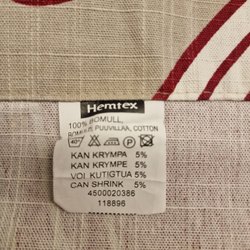 Hemtex
100% BOMULL,
BOMULD, PUUVILLAA, COTTON
40°
P
KAN KRYMPA 5%
KAN KRYMPE 5%
VOI KUTISTUA 5%
CAN SHRINK 5%
4500020386
118896